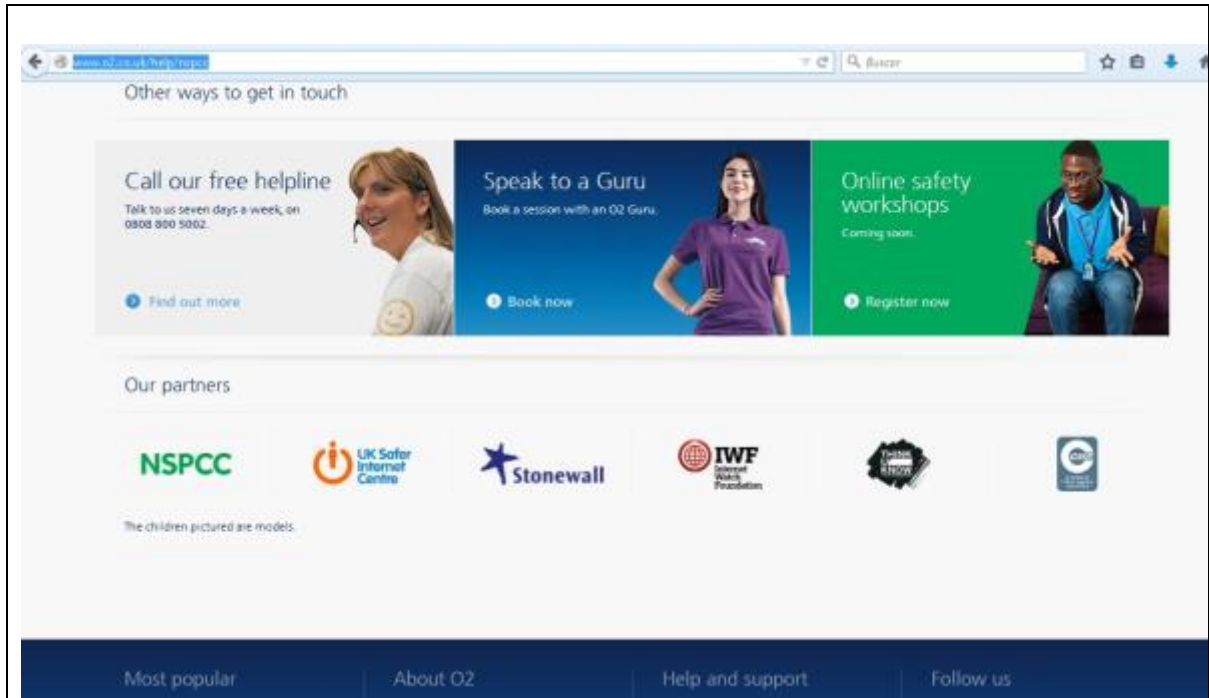 www.o2.co.uk/help/nspcc
Buscar
Other ways to get in touch
Call our free helpline
Talk to us seven days a week, on
0808 800 5002.
Find out more
Speak to a Guru
Book a session with an O2 Guru.
Book now
Online safety
workshops
Coming soon.
Register now
Our partners
NSPCC
UK Safer
Internet
Centre
Stonewall
IWF
Internet
Watch
Foundation
THINK
U
KNOW
The children pictured are models.
Most popular
About O2
Help and support
Follow us